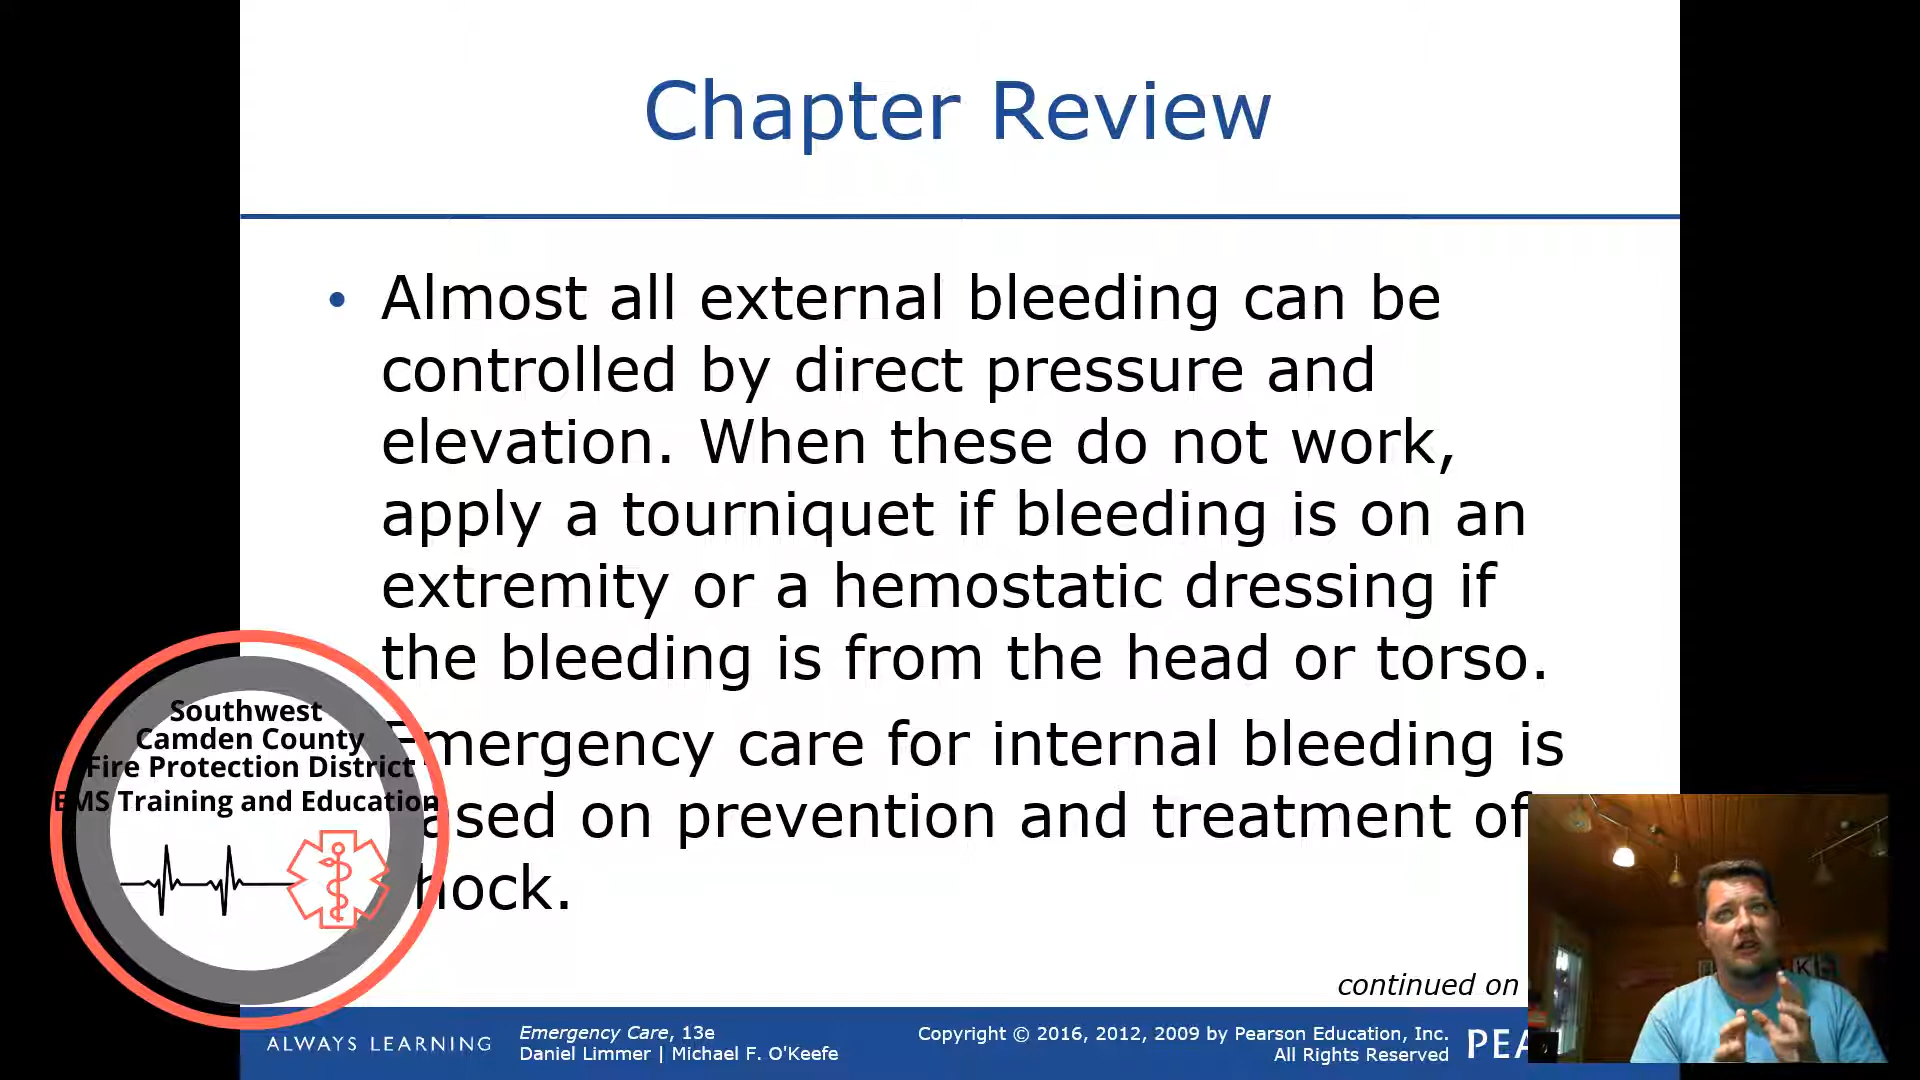 Chapter Review
• Almost all external bleeding can be
controlled by direct pressure and
elevation. When these do not work,
apply a tourniquet if bleeding is on an
extremity or a hemostatic dressing if
the bleeding is from the head or torso.
Emergency care for internal bleeding is
ased on prevention and treatment of
hock.
Southwest
Camden County
Fire Protection District
EMS Training and Education
continued on
ALWAYS LEARNING
Emergency Care, 13e
Daniel Limmer | Michael F. O'Keefe
Copyright © 2016, 2012, 2009 by Pearson Education, Inc.
All Rights Reserved
PEA